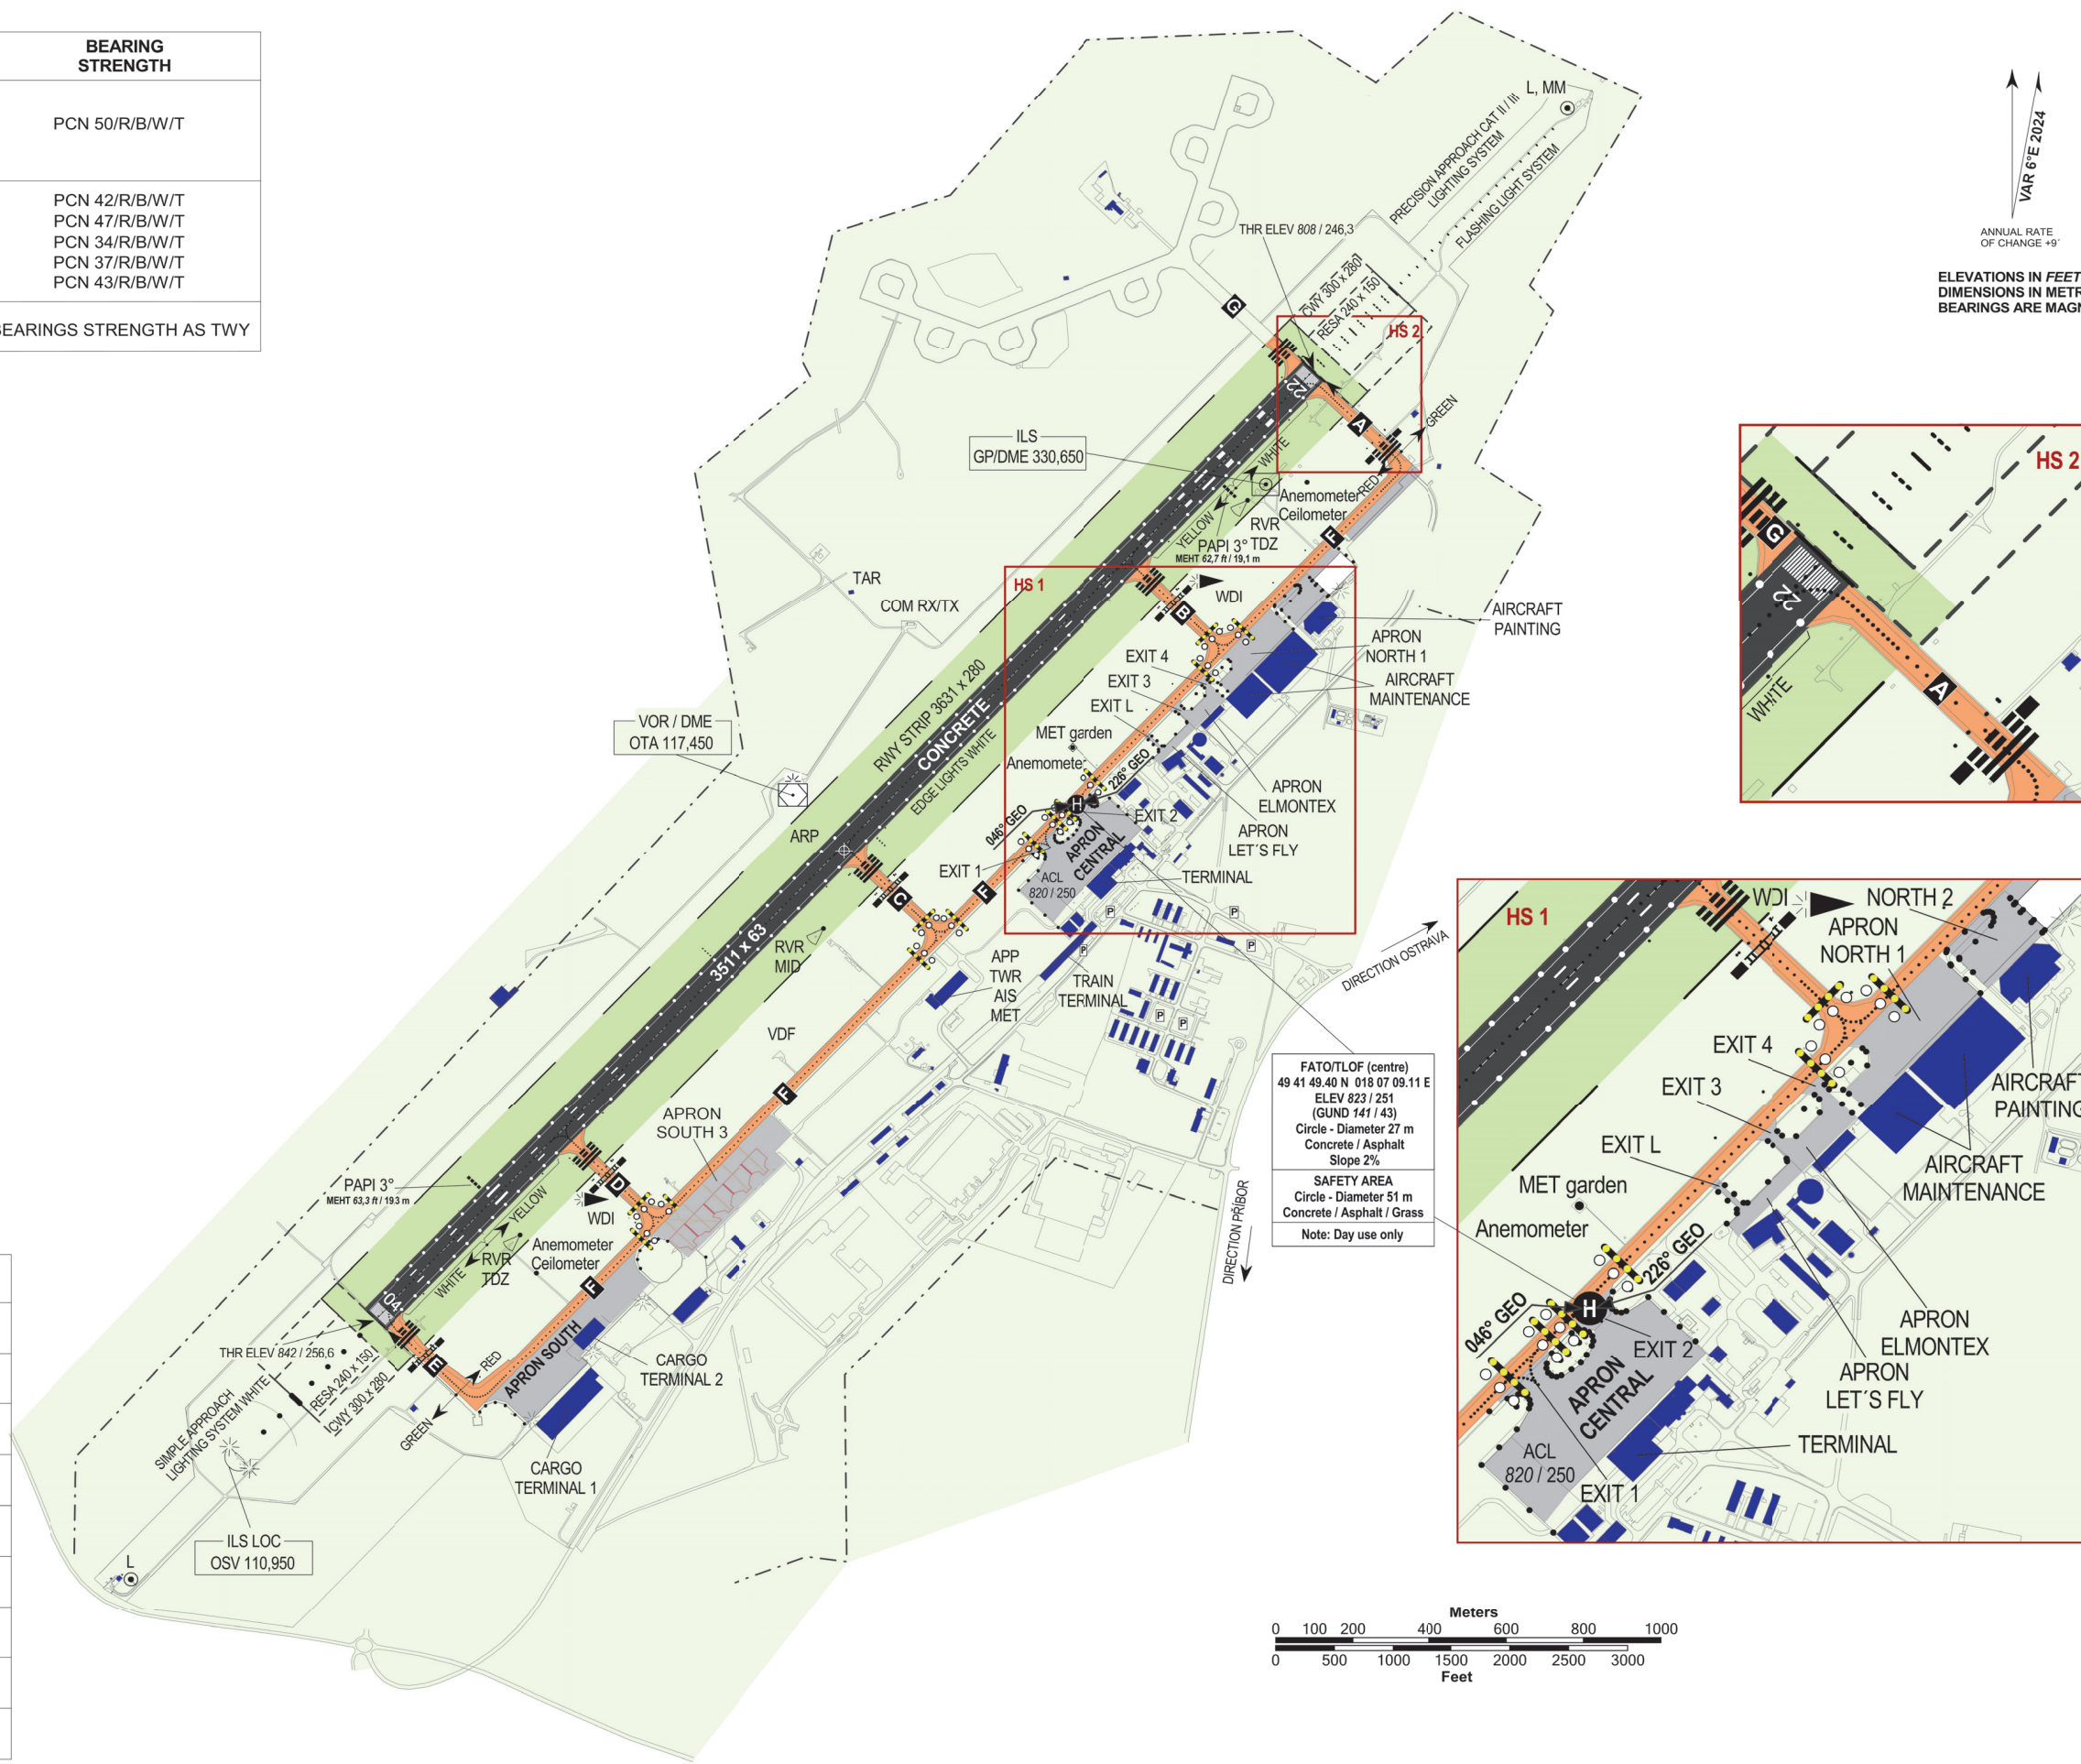 BEARING
STRENGTH
PCN 50/R/B/W/T
PCN 42/R/B/W/T
PCN 47/R/B/W/T
PCN 34/R/B/W/T
PCN 37/R/B/W/T
PCN 43/R/B/W/T
BEARINGS STRENGTH AS TWY
L, MM
PRECISION APPROACH CAT II / III
LIGHTING SYSTEM
FLASHING LIGHT SYSTEM
VAR 6°E 2024
ANNUAL RATE
OF CHANGE +9´
ELEVATIONS IN FEET
DIMENSIONS IN METR
BEARINGS ARE MAGN
THR ELEV 808 / 246,3
G
CWY 300 x 280
RESA 240 x 150
HS 2
22
A
GREEN
WHITE
RED
ILS
GP/DME 330,650
Anemometer
Ceilometer
YELLOW
RVR
TDZ
PAPI 3°
MEHT 62,7 ft / 19,1 m
F
HS 1
WDI
B
TAR
COM RX/TX
AIRCRAFT
PAINTING
APRON
NORTH 1
EXIT 4
EXIT 3
AIRCRAFT
MAINTENANCE
EXIT L
RWY STRIP 3631 x 280
CONCRETE
EDGE LIGHTS WHITE
VOR / DME
OTA 117,450
MET garden
Anemometer
226° GEO
046° GEO
H
APRON
ELMONTEX
EXIT 2
APRON
LET´S FLY
ARP
EXIT 1
APRON
CENTRAL
ACL
820 / 250
TERMINAL
C
F
P
P
P
P
P
P
3511 x 63
RVR
MID
APP
TWR
AIS
MET
TRAIN
TERMINAL
DIRECTION OSTRAVA
VDF
F
APRON
SOUTH 3
FATO/TLOF (centre)
49 41 49.40 N 018 07 09.11 E
ELEV 823 / 251
(GUND 141 / 43)
Circle - Diameter 27 m
Concrete / Asphalt
Slope 2%
SAFETY AREA
Circle - Diameter 51 m
Concrete / Asphalt / Grass
Note: Day use only
DIRECTION PŘÍBOR
PAPI 3°
MEHT 63,3 ft / 19,3 m
D
WDI
YELLOW
WHITE
RVR
TDZ
Anemometer
Ceilometer
F
04
THR ELEV 842 / 256,6
E
RED
GREEN
APRON SOUTH
CARGO
TERMINAL 2
CARGO
TERMINAL 1
RESA 240 x 150
CWY 300 x 280
SIMPLE APPROACH
LIGHTING SYSTEM WHITE
ILS LOC
OSV 110,950
L
HS 2
G
22
WHITE
A
HS 1
WDI
NORTH 2
APRON
NORTH 1
EXIT 4
EXIT 3
AIRCRAFT
PAINTING
EXIT L
AIRCRAFT
MAINTENANCE
MET garden
Anemometer
226° GEO
046° GEO
H
EXIT 2
APRON
ELMONTEX
APRON
LET´S FLY
APRON
CENTRAL
ACL
820 / 250
TERMINAL
EXIT 1
Meters
0 100 200 400 600 800 1000
0 500 1000 1500 2000 2500 3000
Feet